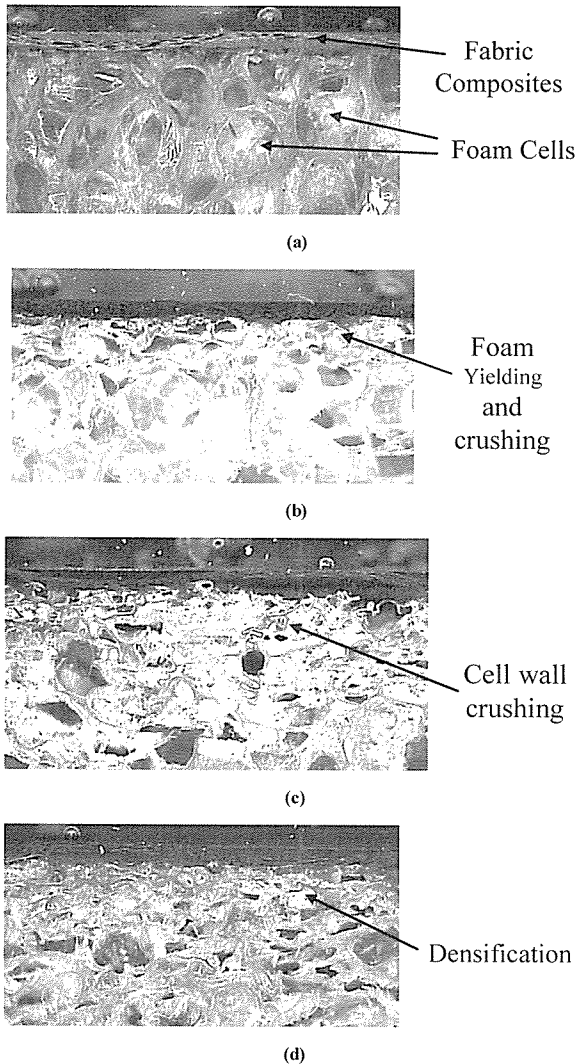 Fabric
Composites
Foam Cells
(a)
Foam
Yielding
and
crushing
(b)
Cell wall
crushing
(c)
Densification
(d)